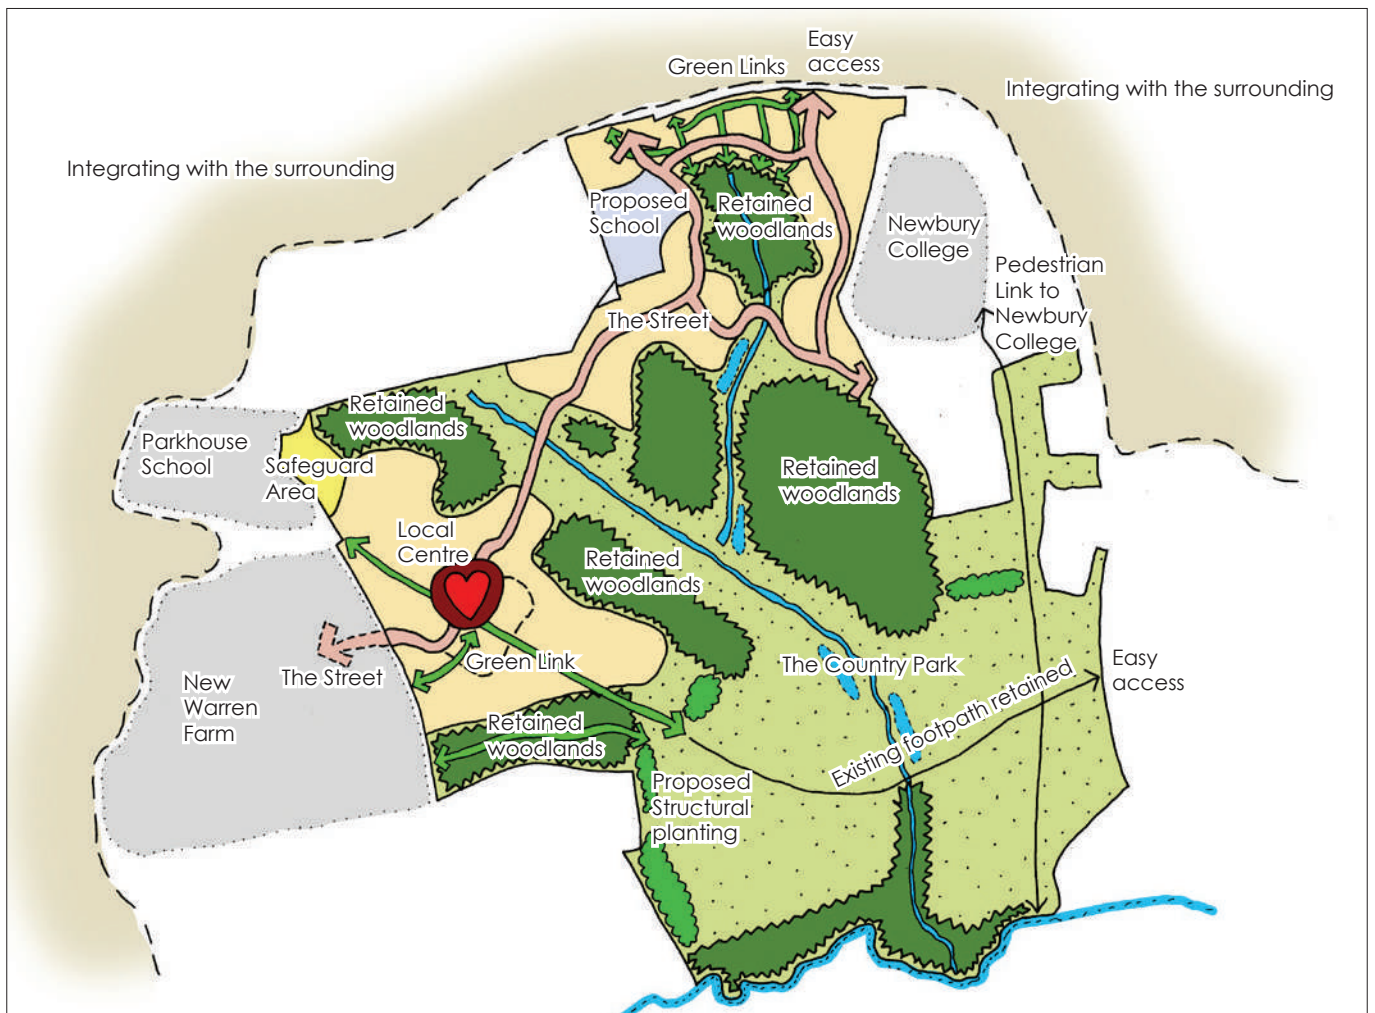 Easy
access
Green Links
Integrating with the surrounding
Integrating with the surrounding
Proposed
School
Retained
woodlands
Newbury
College
Pedestrian
Link to
Newbury
College
The Street
Retained
woodlands
Parkhouse
School
Safeguard
Area
Retained
woodlands
Local
Centre
Retained
woodlands
The Street
Green Link
The Country Park
Easy
access
New
Warren
Farm
Existing footpath retained
Retained
woodlands
Proposed
Structural
planting